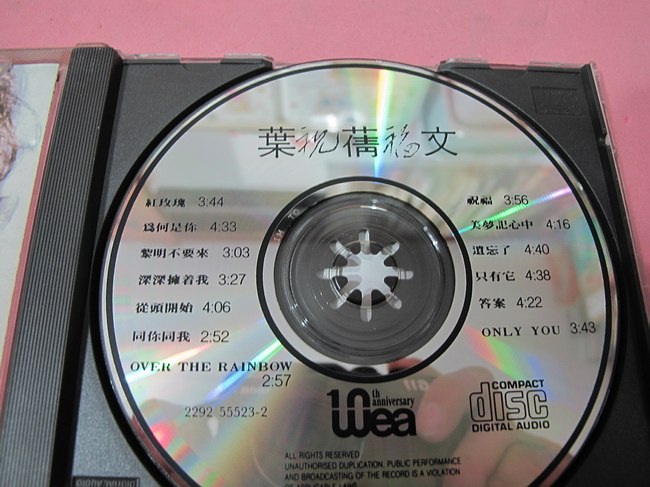 葉祝蒨福文
紅玫瑰 3:44
為何是你 4:33
黎明不要來 3:03
深深擁着我 3:27
從頭開始 4:06
同你同我 2:52
OVER THE RAINBOW
2:57
2292 55523-2
祝福 3:56
美夢記心中 4:16
遺忘了 4:40
只有它 4:38
答案 4:22
ONLY YOU 3:43
10th
anniversary
wea
COMPACT
disc
DIGITAL AUDIO
ALL RIGHTS RESERVED
UNAUTHORISED DUPLICATION, PUBLIC PERFORMANCE
AND BROADCASTING OF THE RECORD IS A VIOLATION
OF APPLICABLE LAWS